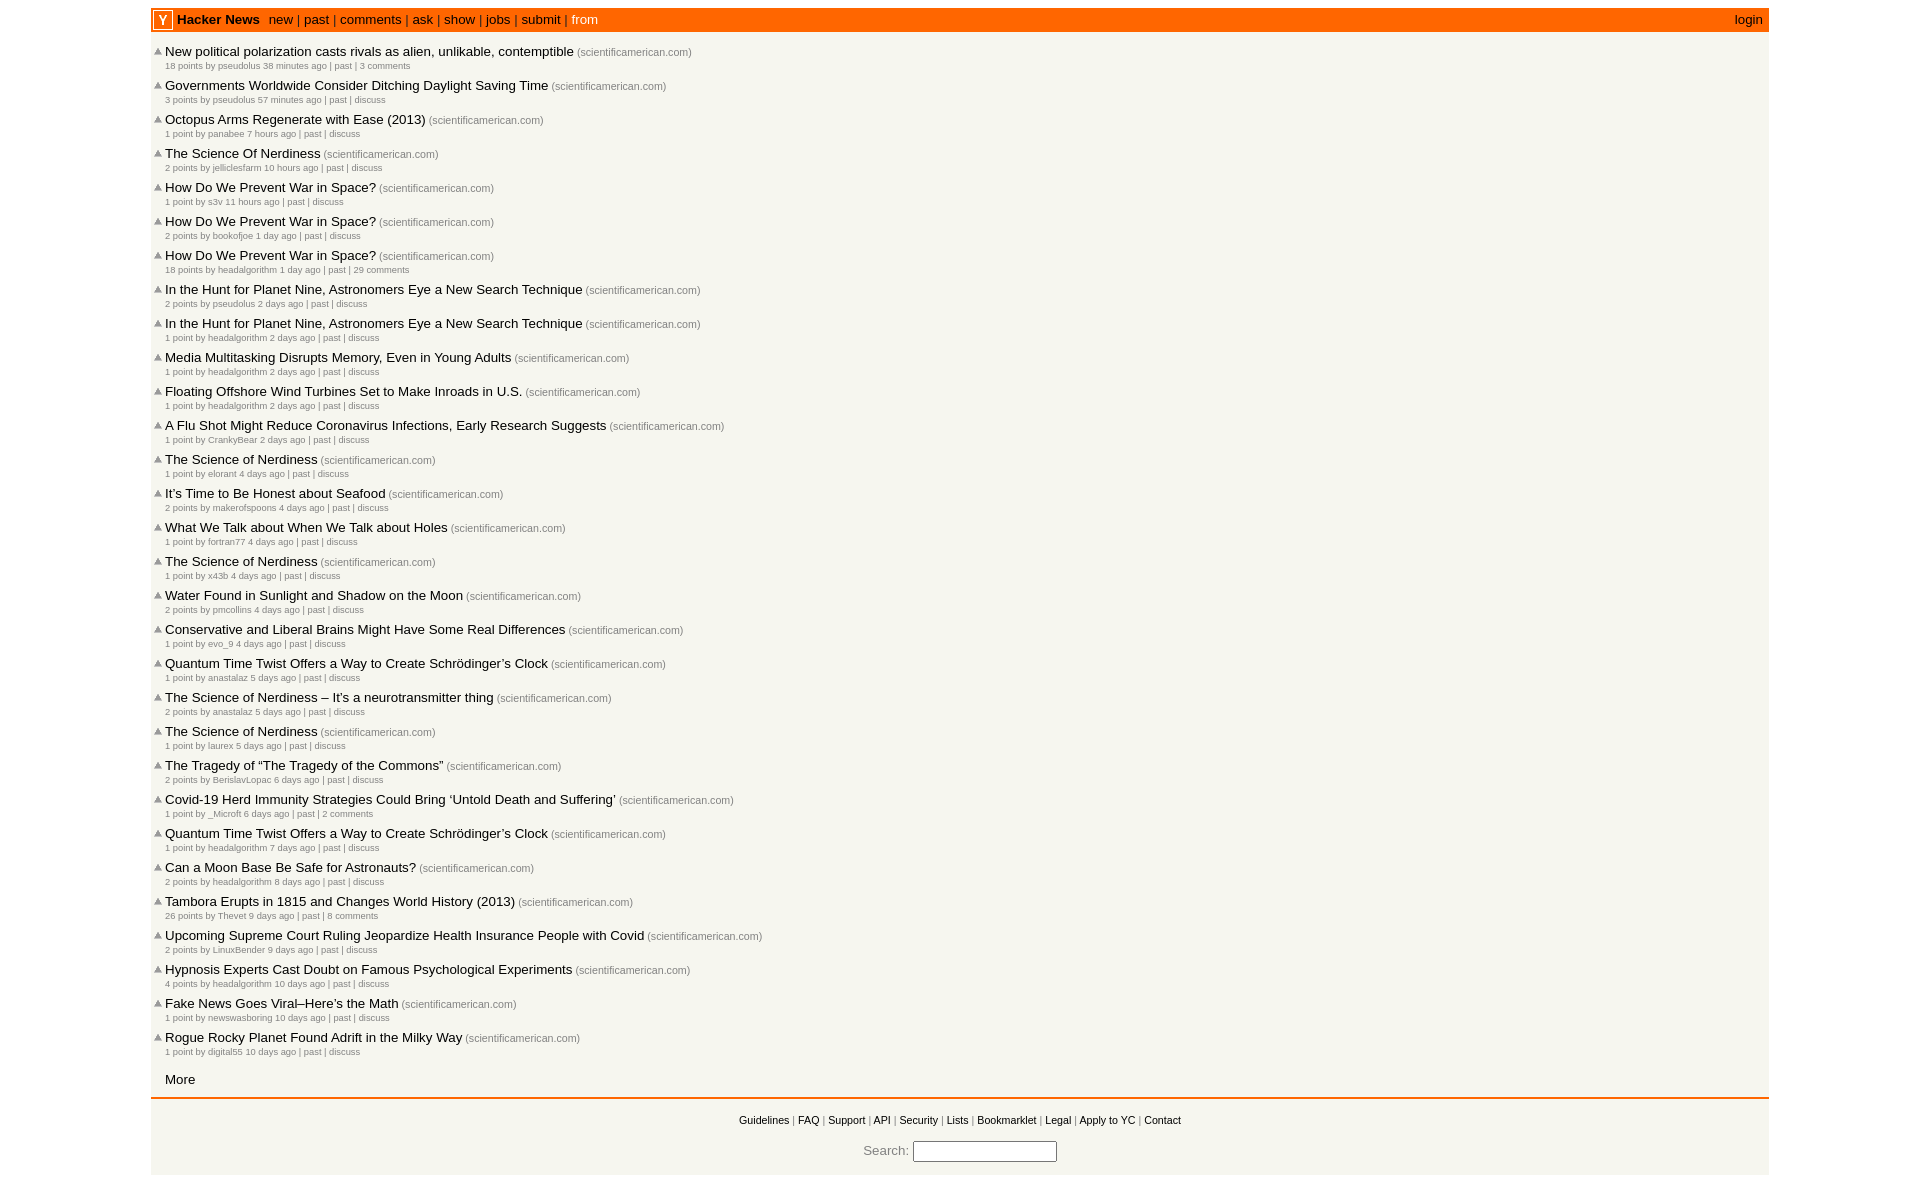 Y Hacker News new | past | comments | ask | show | jobs | submit | from login
New political polarization casts rivals as alien, unlikable, contemptible (scientificamerican.com)
18 points by pseudolus 38 minutes ago | past | 3 comments
Governments Worldwide Consider Ditching Daylight Saving Time (scientificamerican.com)
3 points by pseudolus 57 minutes ago | past | discuss
Octopus Arms Regenerate with Ease (2013) (scientificamerican.com)
1 point by panabee 7 hours ago | past | discuss
The Science Of Nerdiness (scientificamerican.com)
2 points by jelliclesfarm 10 hours ago | past | discuss
How Do We Prevent War in Space? (scientificamerican.com)
1 point by s3v 11 hours ago | past | discuss
How Do We Prevent War in Space? (scientificamerican.com)
2 points by bookofjoe 1 day ago | past | discuss
How Do We Prevent War in Space? (scientificamerican.com)
18 points by headalgorithm 1 day ago | past | 29 comments
In the Hunt for Planet Nine, Astronomers Eye a New Search Technique (scientificamerican.com)
2 points by pseudolus 2 days ago | past | discuss
In the Hunt for Planet Nine, Astronomers Eye a New Search Technique (scientificamerican.com)
1 point by headalgorithm 2 days ago | past | discuss
Media Multitasking Disrupts Memory, Even in Young Adults (scientificamerican.com)
1 point by headalgorithm 2 days ago | past | discuss
Floating Offshore Wind Turbines Set to Make Inroads in U.S. (scientificamerican.com)
1 point by headalgorithm 2 days ago | past | discuss
A Flu Shot Might Reduce Coronavirus Infections, Early Research Suggests (scientificamerican.com)
1 point by CrankyBear 2 days ago | past | discuss
The Science of Nerdiness (scientificamerican.com)
1 point by elorant 4 days ago | past | discuss
It’s Time to Be Honest about Seafood (scientificamerican.com)
2 points by makerofspoons 4 days ago | past | discuss
What We Talk about When We Talk about Holes (scientificamerican.com)
1 point by fortran77 4 days ago | past | discuss
The Science of Nerdiness (scientificamerican.com)
1 point by x43b 4 days ago | past | discuss
Water Found in Sunlight and Shadow on the Moon (scientificamerican.com)
2 points by pmcollins 4 days ago | past | discuss
Conservative and Liberal Brains Might Have Some Real Differences (scientificamerican.com)
1 point by evo_9 4 days ago | past | discuss
Quantum Time Twist Offers a Way to Create Schrödinger’s Clock (scientificamerican.com)
1 point by anastalaz 5 days ago | past | discuss
The Science of Nerdiness – It’s a neurotransmitter thing (scientificamerican.com)
2 points by anastalaz 5 days ago | past | discuss
The Science of Nerdiness (scientificamerican.com)
1 point by laurex 5 days ago | past | discuss
The Tragedy of “The Tragedy of the Commons” (scientificamerican.com)
2 points by BerislavLopac 6 days ago | past | discuss
Covid-19 Herd Immunity Strategies Could Bring ‘Untold Death and Suffering’ (scientificamerican.com)
1 point by _Microft 6 days ago | past | 2 comments
Quantum Time Twist Offers a Way to Create Schrödinger’s Clock (scientificamerican.com)
1 point by headalgorithm 7 days ago | past | discuss
Can a Moon Base Be Safe for Astronauts? (scientificamerican.com)
2 points by headalgorithm 8 days ago | past | discuss
Tambora Erupts in 1815 and Changes World History (2013) (scientificamerican.com)
26 points by Thevet 9 days ago | past | 8 comments
Upcoming Supreme Court Ruling Jeopardize Health Insurance People with Covid (scientificamerican.com)
2 points by LinuxBender 9 days ago | past | discuss
Hypnosis Experts Cast Doubt on Famous Psychological Experiments (scientificamerican.com)
4 points by headalgorithm 10 days ago | past | discuss
Fake News Goes Viral–Here’s the Math (scientificamerican.com)
1 point by newswasboring 10 days ago | past | discuss
Rogue Rocky Planet Found Adrift in the Milky Way (scientificamerican.com)
1 point by digital55 10 days ago | past | discuss
More
Guidelines | FAQ | Support | API | Security | Lists | Bookmarklet | Legal | Apply to YC | Contact
Search: